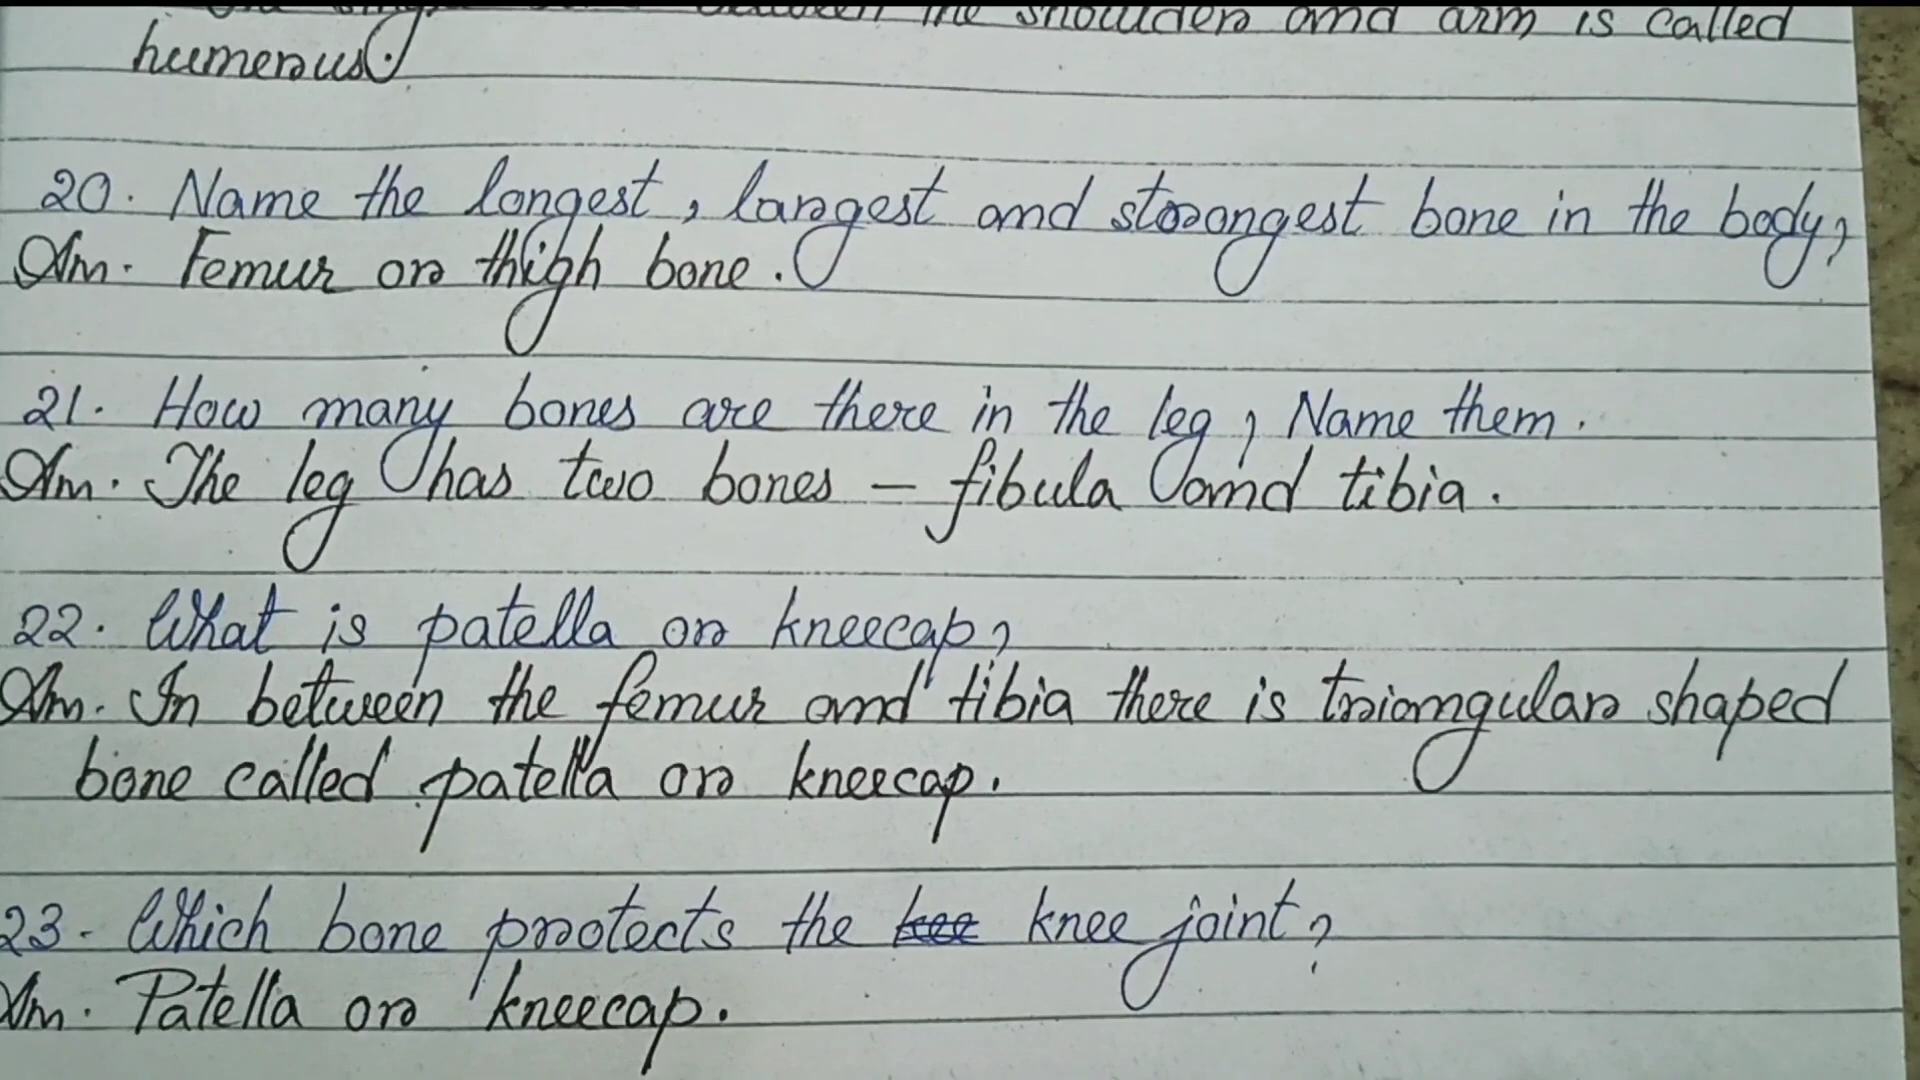 between the shoulder and arm is called
humerus.
20. Name the longest, largest and strongest bone in the body?
Ans. Femur or thigh bone.
21. How many bones are there in the leg? Name them.
Ans. The leg has two bones – fibula and tibia.
22. What is patella or kneecap?
Ans. In between the femur and tibia there is triangular shaped
bone called patella or kneecap.
23. Which bone protects the knee joint?
Ans. Patella or kneecap.